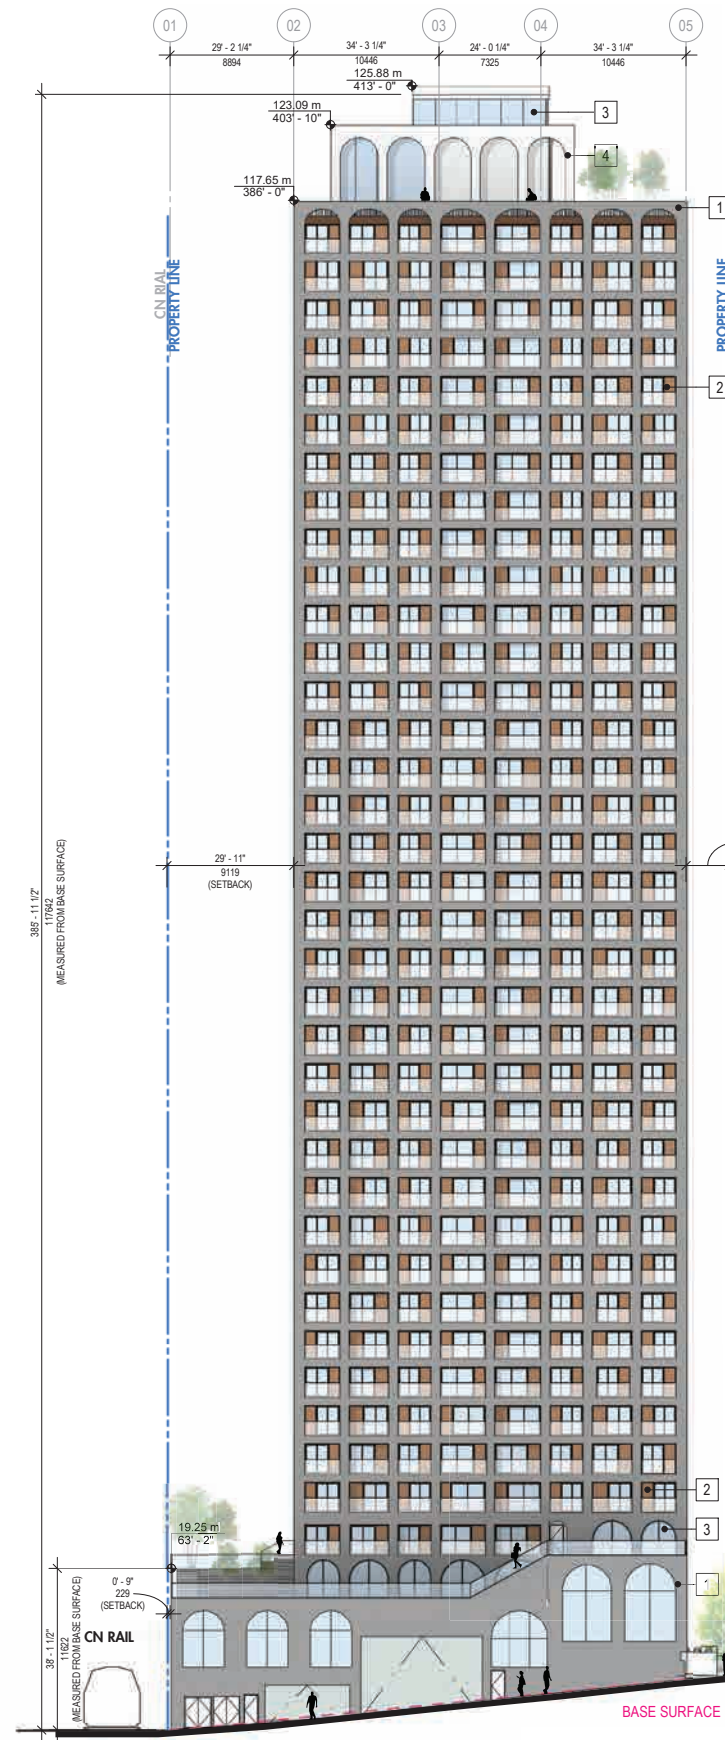 01
02
03
04
05
29' - 2 1/4"
8894
34' - 3 1/4"
10446
24' - 0 1/4"
7325
34' - 3 1/4"
10446
125.88 m
413' - 0"
3
123.09 m
403' - 10"
4
117.65 m
386' - 0"
1
CN RIAL
PROPERTY LINE
PROPERTY LINE
2
29' - 11"
9119
(SETBACK)
385' - 11 1/2"
117642
(MEASURED FROM BASE SURFACE)
2
3
19.25 m
63' - 2"
0' - 9"
229
(SETBACK)
1
38' - 1 1/2"
11622
(MEASURED FROM BASE SURFACE)
CN RAIL
BASE SURFACE